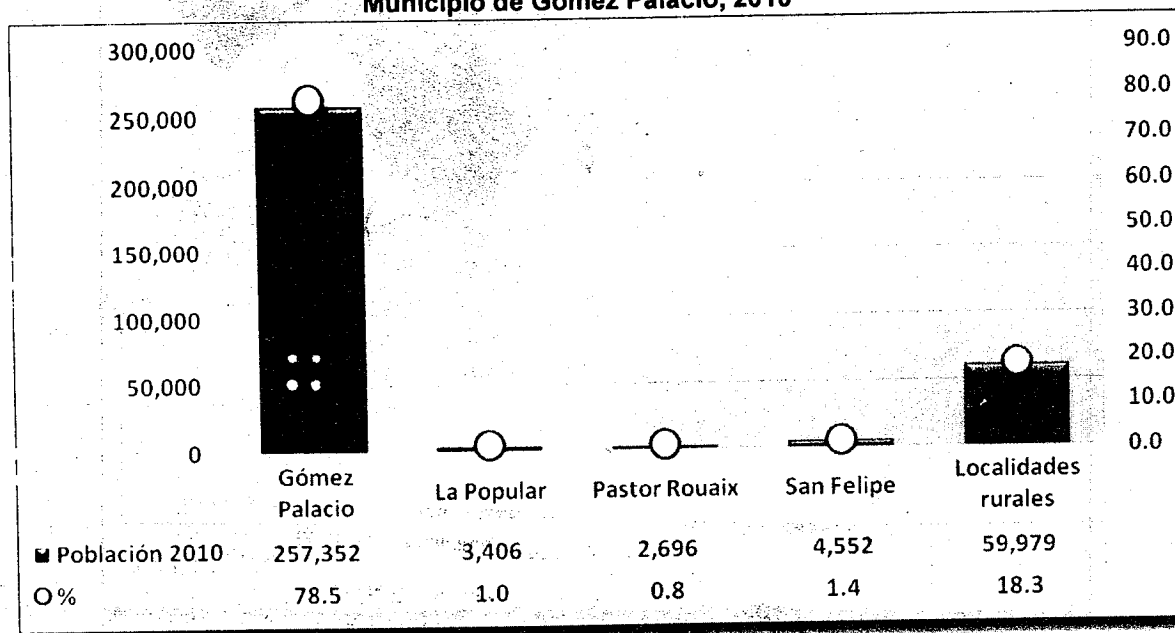 Municipio de Gómez Palacio, 2010
300,000
250,000
200,000
150,000
100,000
50,000
0
90.0
80.0
70.0
60.0
50.0
40.0
30.0
20.0
10.0
0.0
Gómez Palacio
La Popular
Pastor Rouaix
San Felipe
Localidades rurales
Población 2010 257,352 3,406 2,696 4,552 59,979
% 78.5 1.0 0.8 1.4 18.3